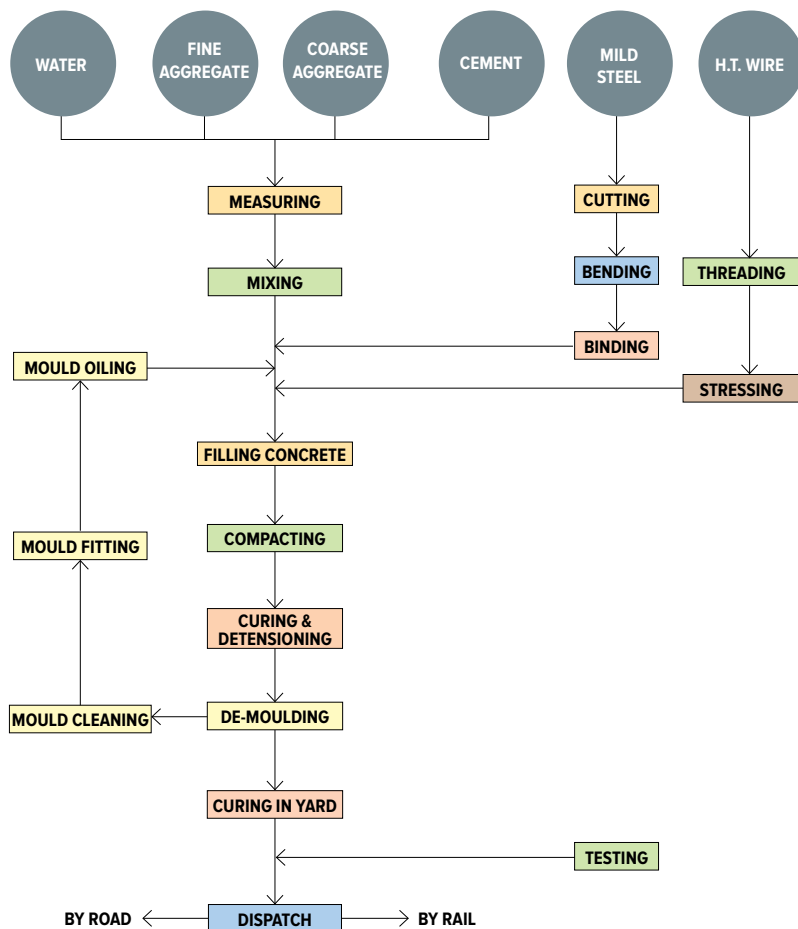 WATER
FINE
AGGREGATE
COARSE
AGGREGATE
CEMENT
MILD
STEEL
H.T. WIRE
MEASURING
CUTTING
MIXING
BENDING
THREADING
BINDING
MOULD OILING
STRESSING
FILLING CONCRETE
MOULD FITTING
COMPACTING
CURING &
DETENSIONING
MOULD CLEANING
DE-MOULDING
CURING IN YARD
TESTING
BY ROAD
DISPATCH
BY RAIL